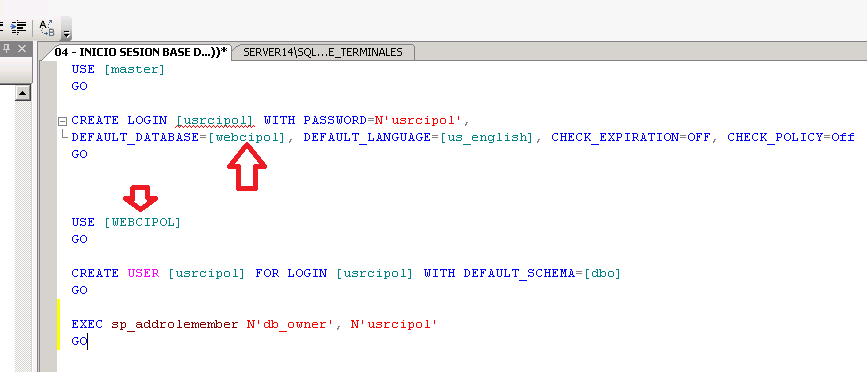 04 - INICIO SESION BASE D...))* SERVER14\SQL...E_TERMINALES
USE [master]
GO
CREATE LOGIN [usrcipol] WITH PASSWORD=N'usrcipol',
DEFAULT_DATABASE=[webcipol], DEFAULT_LANGUAGE=[us_english], CHECK_EXPIRATION=OFF, CHECK_POLICY=Off
GO
USE [WEBCIPOL]
GO
CREATE USER [usrcipol] FOR LOGIN [usrcipol] WITH DEFAULT_SCHEMA=[dbo]
GO
EXEC sp_addrolemember N'db_owner', N'usrcipol'
GO